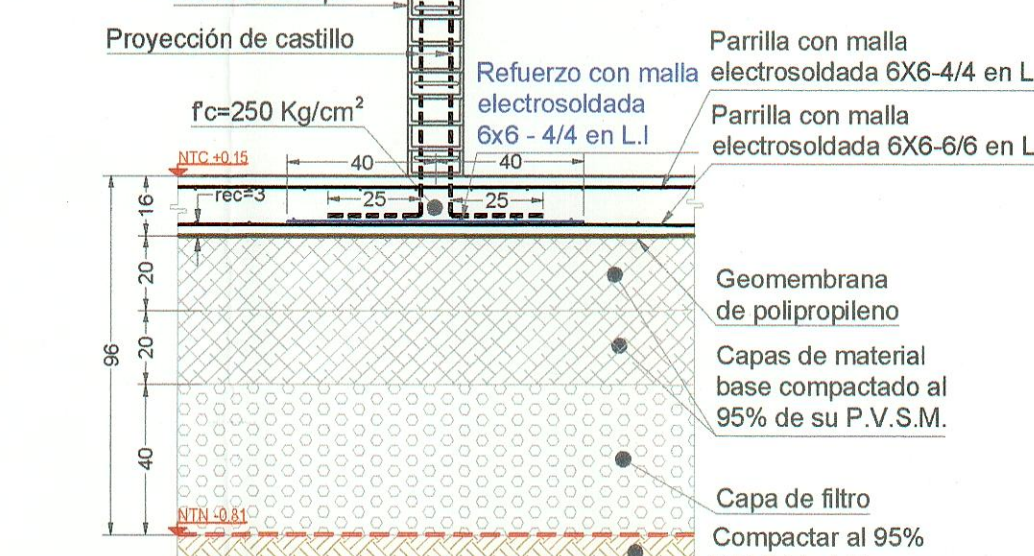 Proyección de castillo
f'c=250 Kg/cm²
Refuerzo con malla
electrosoldada
6x6 - 4/4 en L.I
Parrilla con malla
electrosoldada 6X6-4/4 en L
Parrilla con malla
electrosoldada 6X6-6/6 en L
NTC +0.15
40
40
rec=3
25
25
16
20
20
96
40
Geomembrana
de polipropileno
Capas de material
base compactado al
95% de su P.V.S.M.
Capa de filtro
NTN -0.81
Compactar al 95%